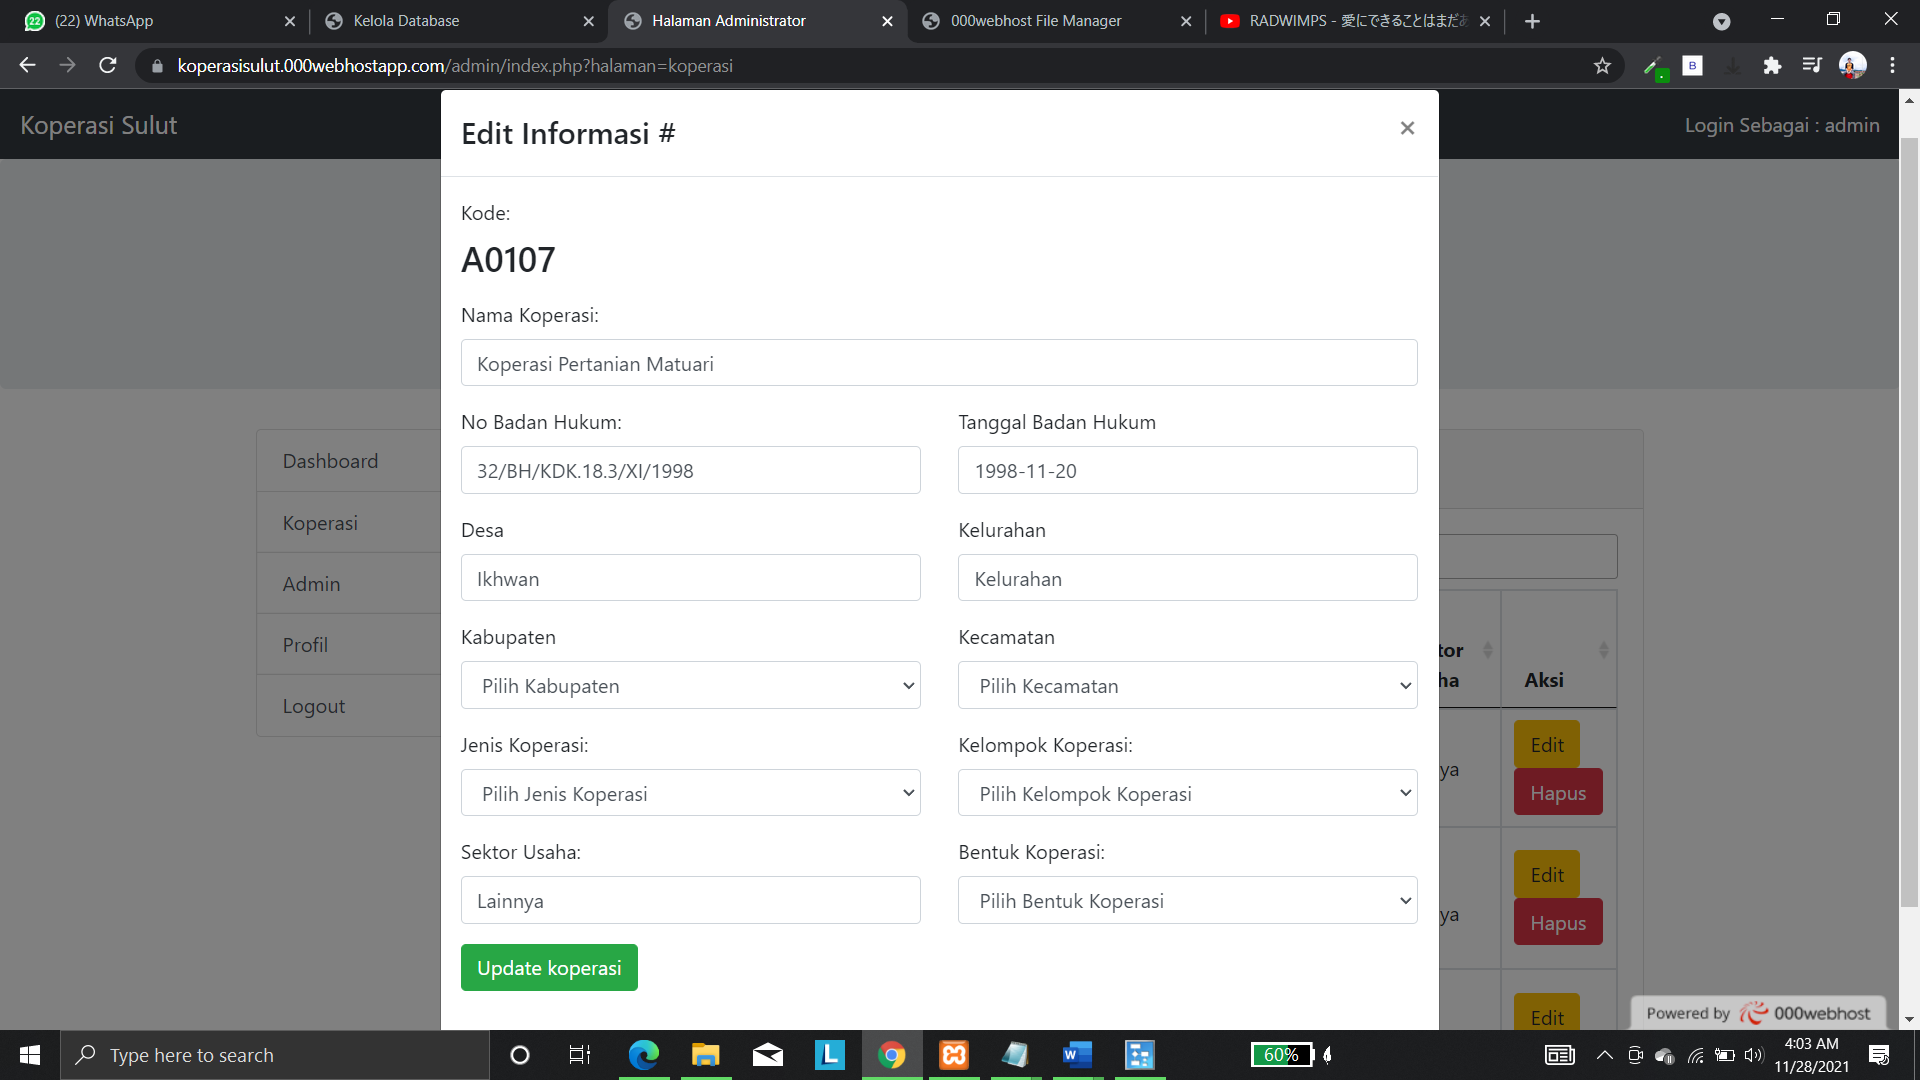 (22) WhatsApp
Kelola Database
Halaman Administrator
000webhost File Manager
RADWIMPS - 愛にできることはまだあ
koperasisulut.000webhostapp.com/admin/index.php?halaman=koperasi
Koperasi Sulut
Login Sebagai : admin
Edit Informasi #
×
Kode:
A0107
Nama Koperasi:
Koperasi Pertanian Matuari
No Badan Hukum:
Tanggal Badan Hukum
32/BH/KDK.18.3/XI/1998
1998-11-20
Desa
Kelurahan
Ikhwan
Kelurahan
Kabupaten
Kecamatan
Pilih Kabupaten
Pilih Kecamatan
Jenis Koperasi:
Kelompok Koperasi:
Pilih Jenis Koperasi
Pilih Kelompok Koperasi
Sektor Usaha:
Bentuk Koperasi:
Lainnya
Pilih Bentuk Koperasi
Update koperasi
Dashboard
Koperasi
Admin
Profil
Logout
tor
ha
Aksi
ya
Edit
Hapus
ya
Edit
Hapus
Edit
Powered by 000webhost
Type here to search
60%
4:03 AM
11/28/2021